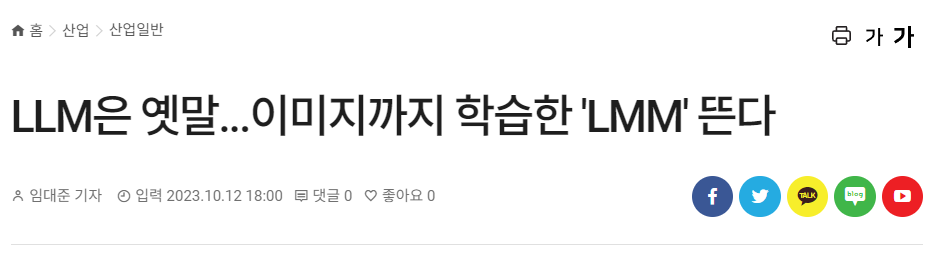 홈 > 산업 > 산업일반
가 가
LLM은 옛말...이미지까지 학습한 'LMM' 뜬다
임대준 기자 입력 2023.10.12 18:00 댓글 0 좋아요 0
f TALK blog